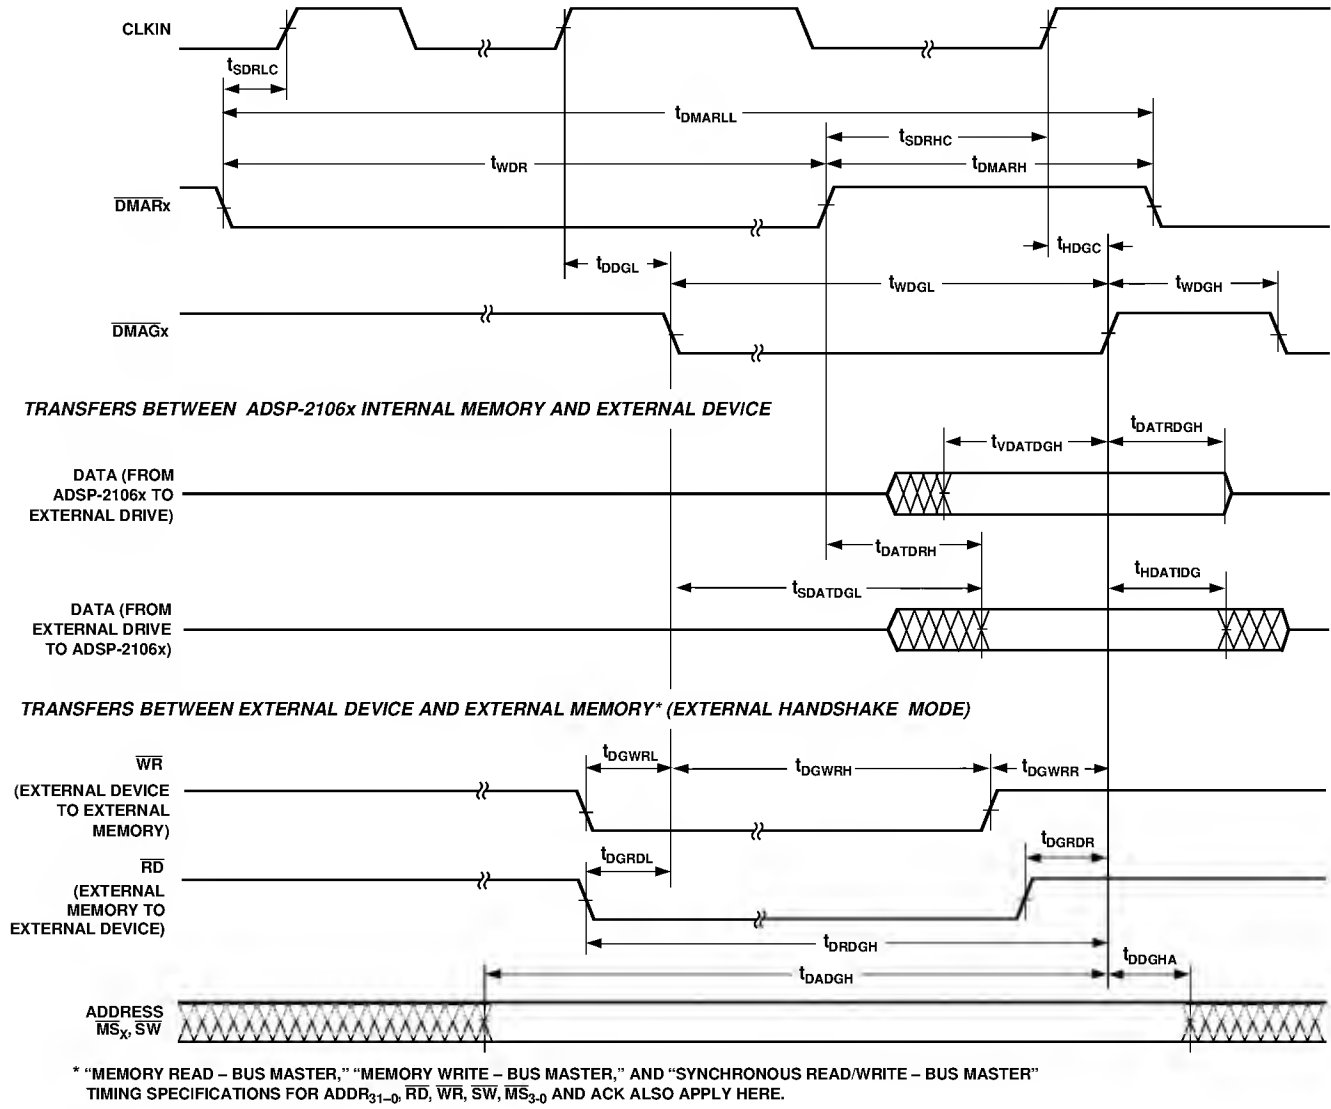 CLKIN
tSDRLC
tDMARLL
tSDRHC
tWDR
tDMARH
DMARx
tHDGC
tDDGL
tWDGL
tWDGH
DMAGx
TRANSFERS BETWEEN ADSP-2106x INTERNAL MEMORY AND EXTERNAL DEVICE
tVDATDGH
tDATRDGH
DATA (FROM
ADSP-2106x TO
EXTERNAL DRIVE)
tDATDRH
tSDATDGL
tHDATIDG
DATA (FROM
EXTERNAL DRIVE
TO ADSP-2106x)
TRANSFERS BETWEEN EXTERNAL DEVICE AND EXTERNAL MEMORY* (EXTERNAL HANDSHAKE MODE)
tDGWRL
tDGWRH
tDGWRR
WR
(EXTERNAL DEVICE
TO EXTERNAL
MEMORY)
tDGRDR
tDGRDL
RD
(EXTERNAL
MEMORY TO
EXTERNAL DEVICE)
tDRDGH
tDADGH
tDDGHA
ADDRESS
MSX, SW
* “MEMORY READ – BUS MASTER,” “MEMORY WRITE – BUS MASTER,” AND “SYNCHRONOUS READ/WRITE – BUS MASTER”
TIMING SPECIFICATIONS FOR ADDR31–0, RD, WR, SW, MS3-0 AND ACK ALSO APPLY HERE.